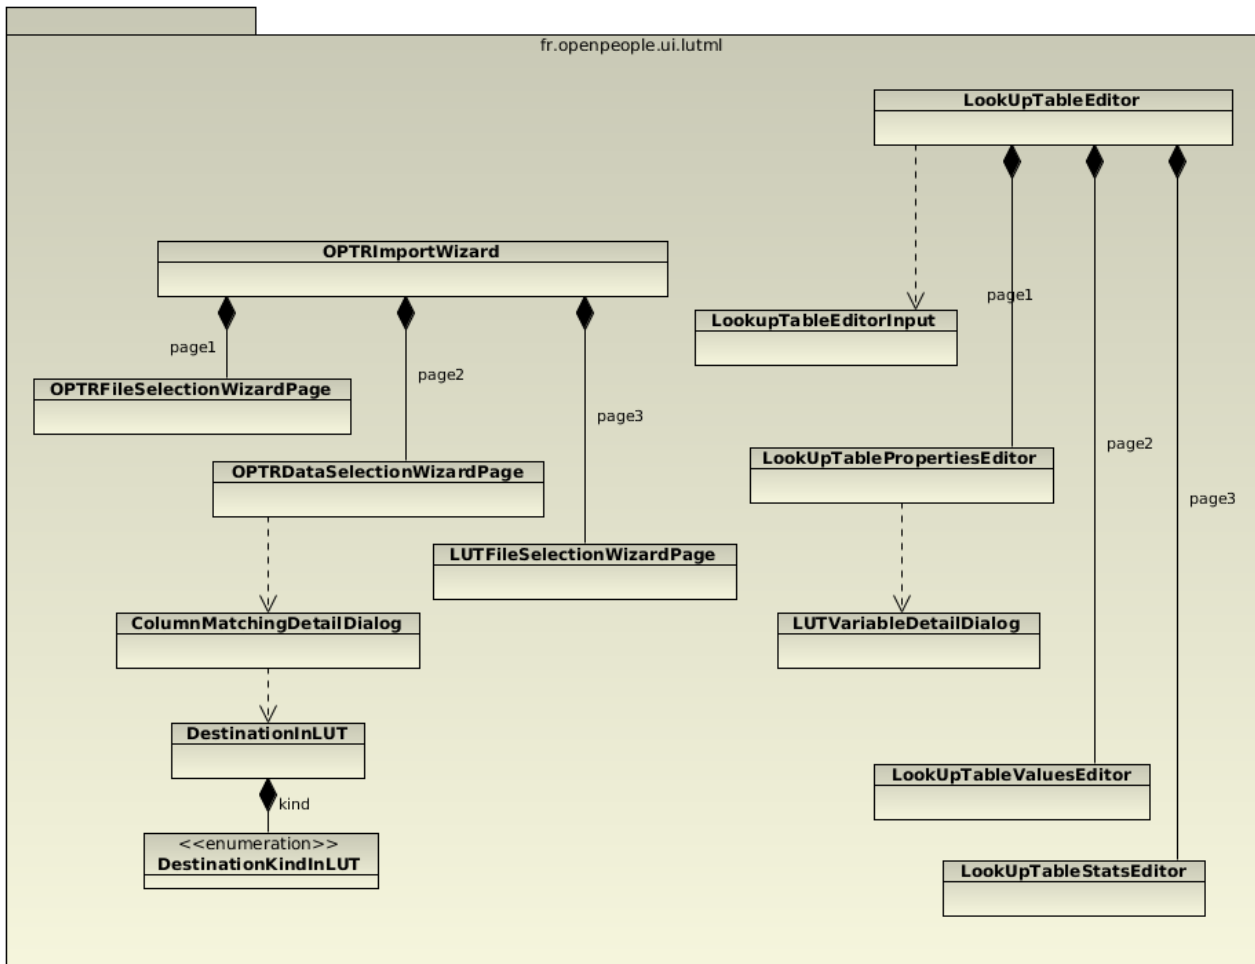 fr.openpeople.ui.lutml
LookUpTableEditor
OPTRImportWizard
page1
LookupTableEditorInput
page1
OPTRFileSelectionWizardPage
page2
page3
page2
OPTRDataSelectionWizardPage
LookUpTablePropertiesEditor
page3
LUTFileSelectionWizardPage
ColumnMatchingDetailDialog
LUTVariableDetailDialog
DestinationInLUT
LookUpTableValuesEditor
kind
<<enumeration>>
DestinationKindInLUT
LookUpTableStatsEditor